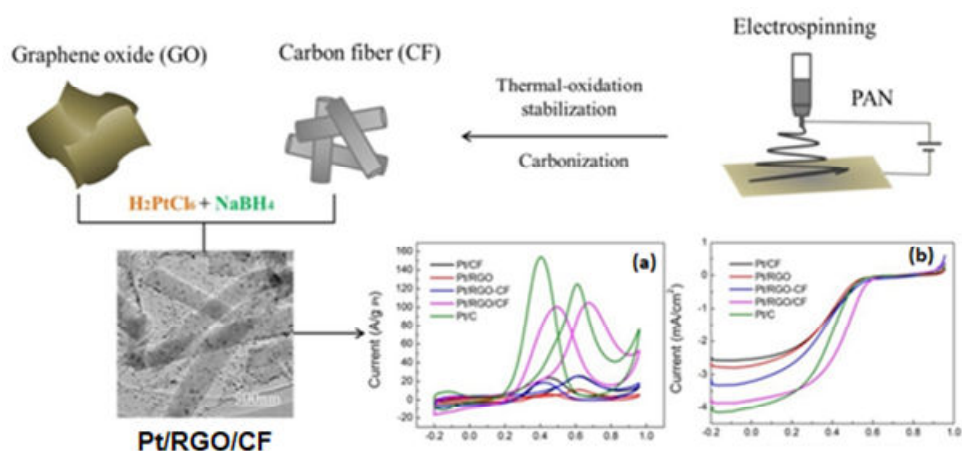 Graphene oxide (GO)
Carbon fiber (CF)
Electrospinning
PAN
Thermal-oxidation
stabilization
Carbonization
H₂PtCl₆ + NaBH₄
500nm
Pt/RGO/CF
(a)
Pt/CF
Pt/RGO
Pt/RGO-CF
Pt/RGO/CF
Pt/C
Current (A/g Pt)
160
140
120
100
80
60
40
20
0
-20
-0.2 0.0 0.2 0.4 0.6 0.8 1.0
(b)
Pt/CF
Pt/RGO
Pt/RGO-CF
Pt/RGO/CF
Pt/C
Current (mA/cm²)
1
0
-1
-2
-3
-4
-0.2 0.0 0.2 0.4 0.6 0.8 1.0